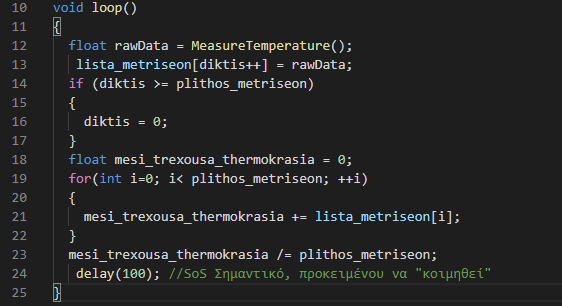 10 void loop()
11 {
12 float rawData = MeasureTemperature();
13 lista_metriseon[diktis++] = rawData;
14 if (diktis >= plithos_metriseon)
15 {
16 diktis = 0;
17 }
18 float mesi_trexousa_thermokrasia = 0;
19 for(int i=0; i< plithos_metriseon; ++i)
20 {
21 mesi_trexousa_thermokrasia += lista_metriseon[i];
22 }
23 mesi_trexousa_thermokrasia /= plithos_metriseon;
24 delay(100); //SoS Σημαντικό, προκειμένου να "κοιμηθεί"
25 }